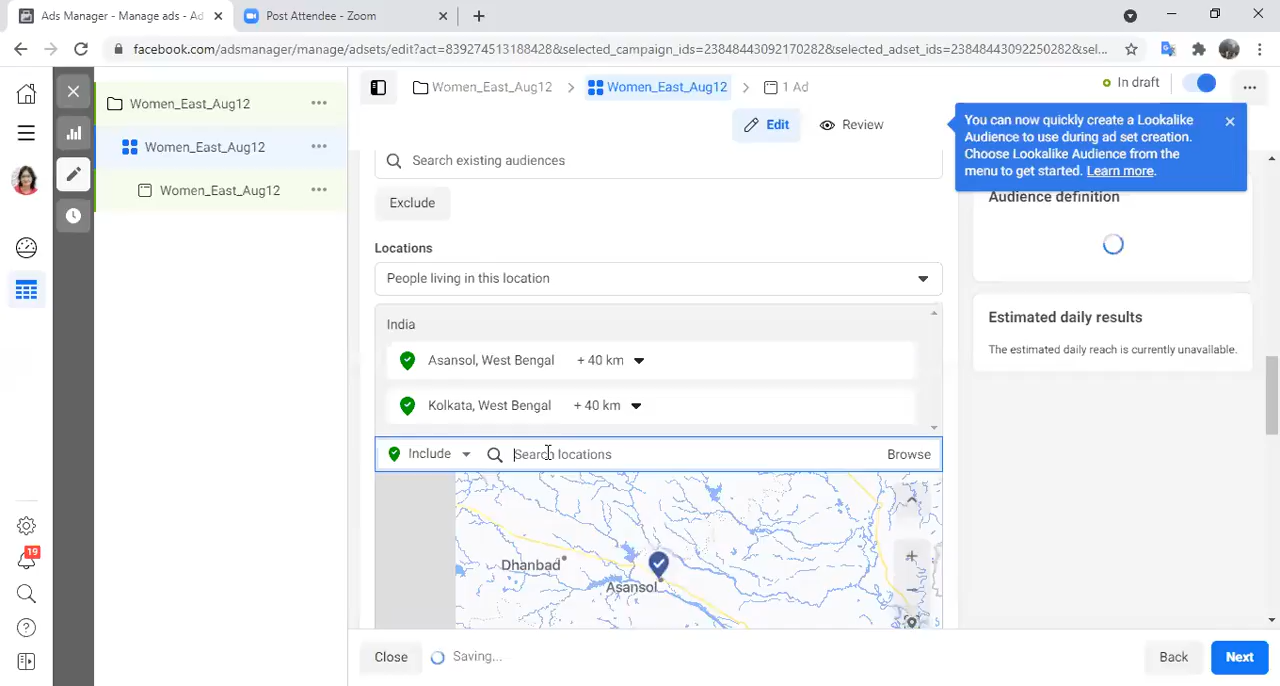 Ads Manager - Manage ads - Ad
Post Attendee - Zoom
facebook.com/adsmanager/manage/adsets/edit?act=839274513188428&selected_campaign_ids=23848443092170282&selected_adset_ids=23848443092250282&sel...
Women_East_Aug12
Women_East_Aug12
Women_East_Aug12
Women_East_Aug12
Women_East_Aug12
1 Ad
In draft
Edit
Review
You can now quickly create a Lookalike
Audience to use during ad set creation.
Choose Lookalike Audience from the
menu to get started. Learn more.
Search existing audiences
Exclude
Locations
People living in this location
India
Asansol, West Bengal + 40 km
Kolkata, West Bengal + 40 km
Include
Search locations
Browse
Dhanbad
Asansol
Audience definition
Estimated daily results
The estimated daily reach is currently unavailable.
19
Close
Saving...
Back
Next